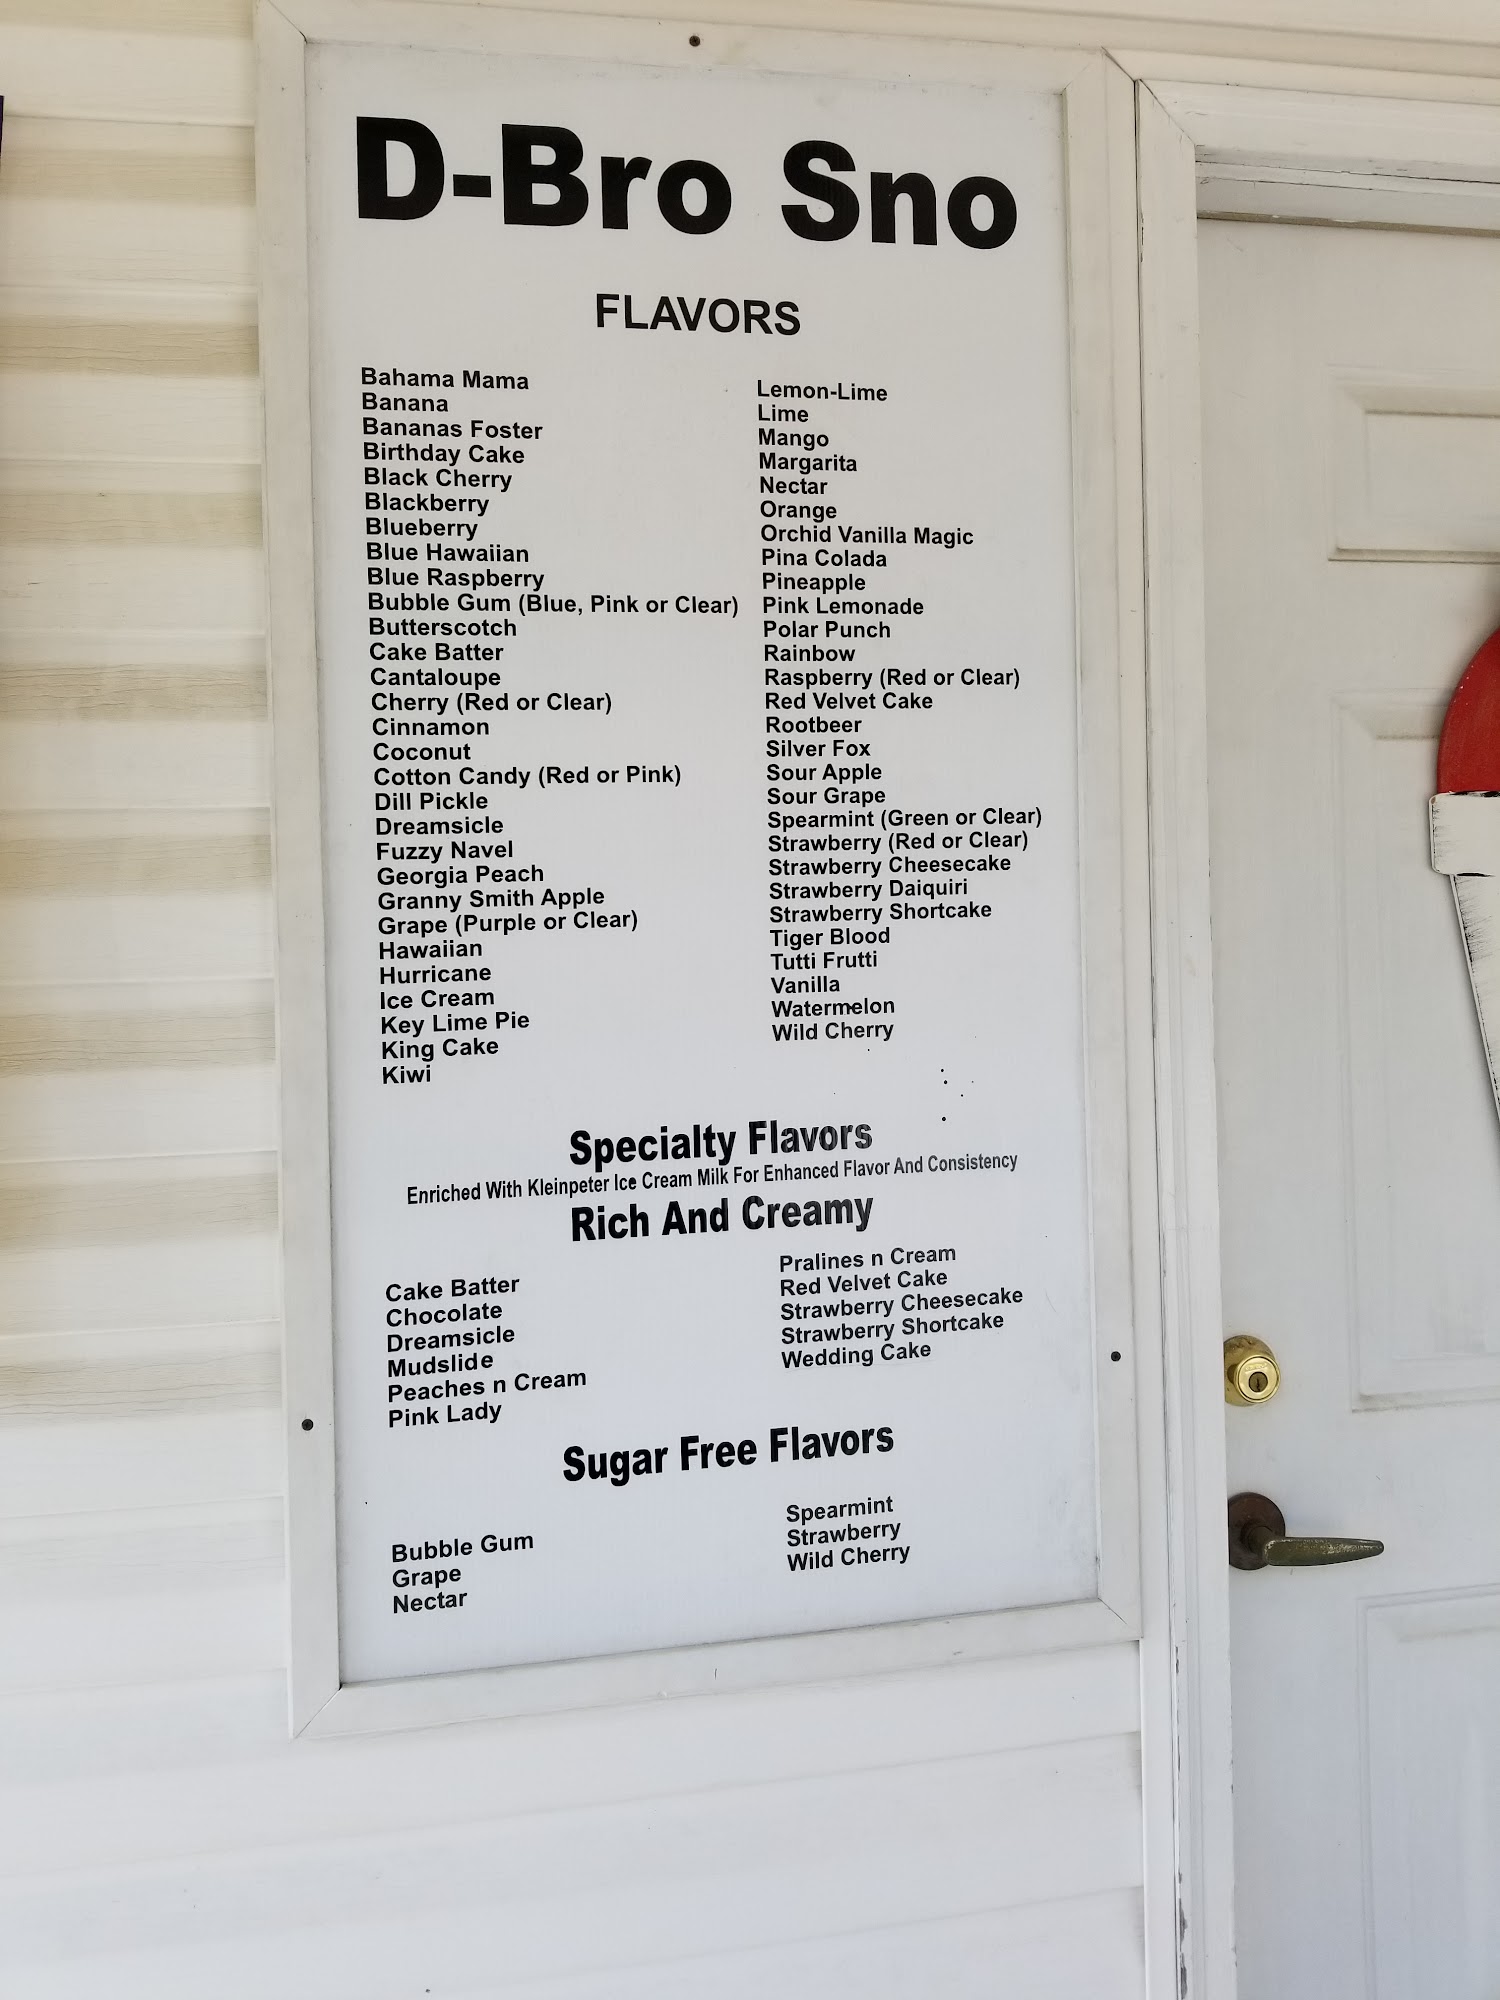 D-Bro Sno
FLAVORS
Bahama Mama
Banana
Bananas Foster
Birthday Cake
Black Cherry
Blackberry
Blueberry
Blue Hawaiian
Blue Raspberry
Bubble Gum (Blue, Pink or Clear)
Butterscotch
Cake Batter
Cantaloupe
Cherry (Red or Clear)
Cinnamon
Coconut
Cotton Candy (Red or Pink)
Dill Pickle
Dreamsicle
Fuzzy Navel
Georgia Peach
Granny Smith Apple
Grape (Purple or Clear)
Hawaiian
Hurricane
Ice Cream
Key Lime Pie
King Cake
Kiwi
Lemon-Lime
Lime
Mango
Margarita
Nectar
Orange
Orchid Vanilla Magic
Pina Colada
Pineapple
Pink Lemonade
Polar Punch
Rainbow
Raspberry (Red or Clear)
Red Velvet Cake
Rootbeer
Silver Fox
Sour Apple
Sour Grape
Spearmint (Green or Clear)
Strawberry (Red or Clear)
Strawberry Cheesecake
Strawberry Daiquiri
Strawberry Shortcake
Tiger Blood
Tutti Frutti
Vanilla
Watermelon
Wild Cherry
Specialty Flavors
Enriched With Kleinpeter Ice Cream Milk For Enhanced Flavor And Consistency
Rich And Creamy
Cake Batter
Chocolate
Dreamsicle
Mudslide
Peaches n Cream
Pink Lady
Pralines n Cream
Red Velvet Cake
Strawberry Cheesecake
Strawberry Shortcake
Wedding Cake
Sugar Free Flavors
Bubble Gum
Grape
Nectar
Spearmint
Strawberry
Wild Cherry